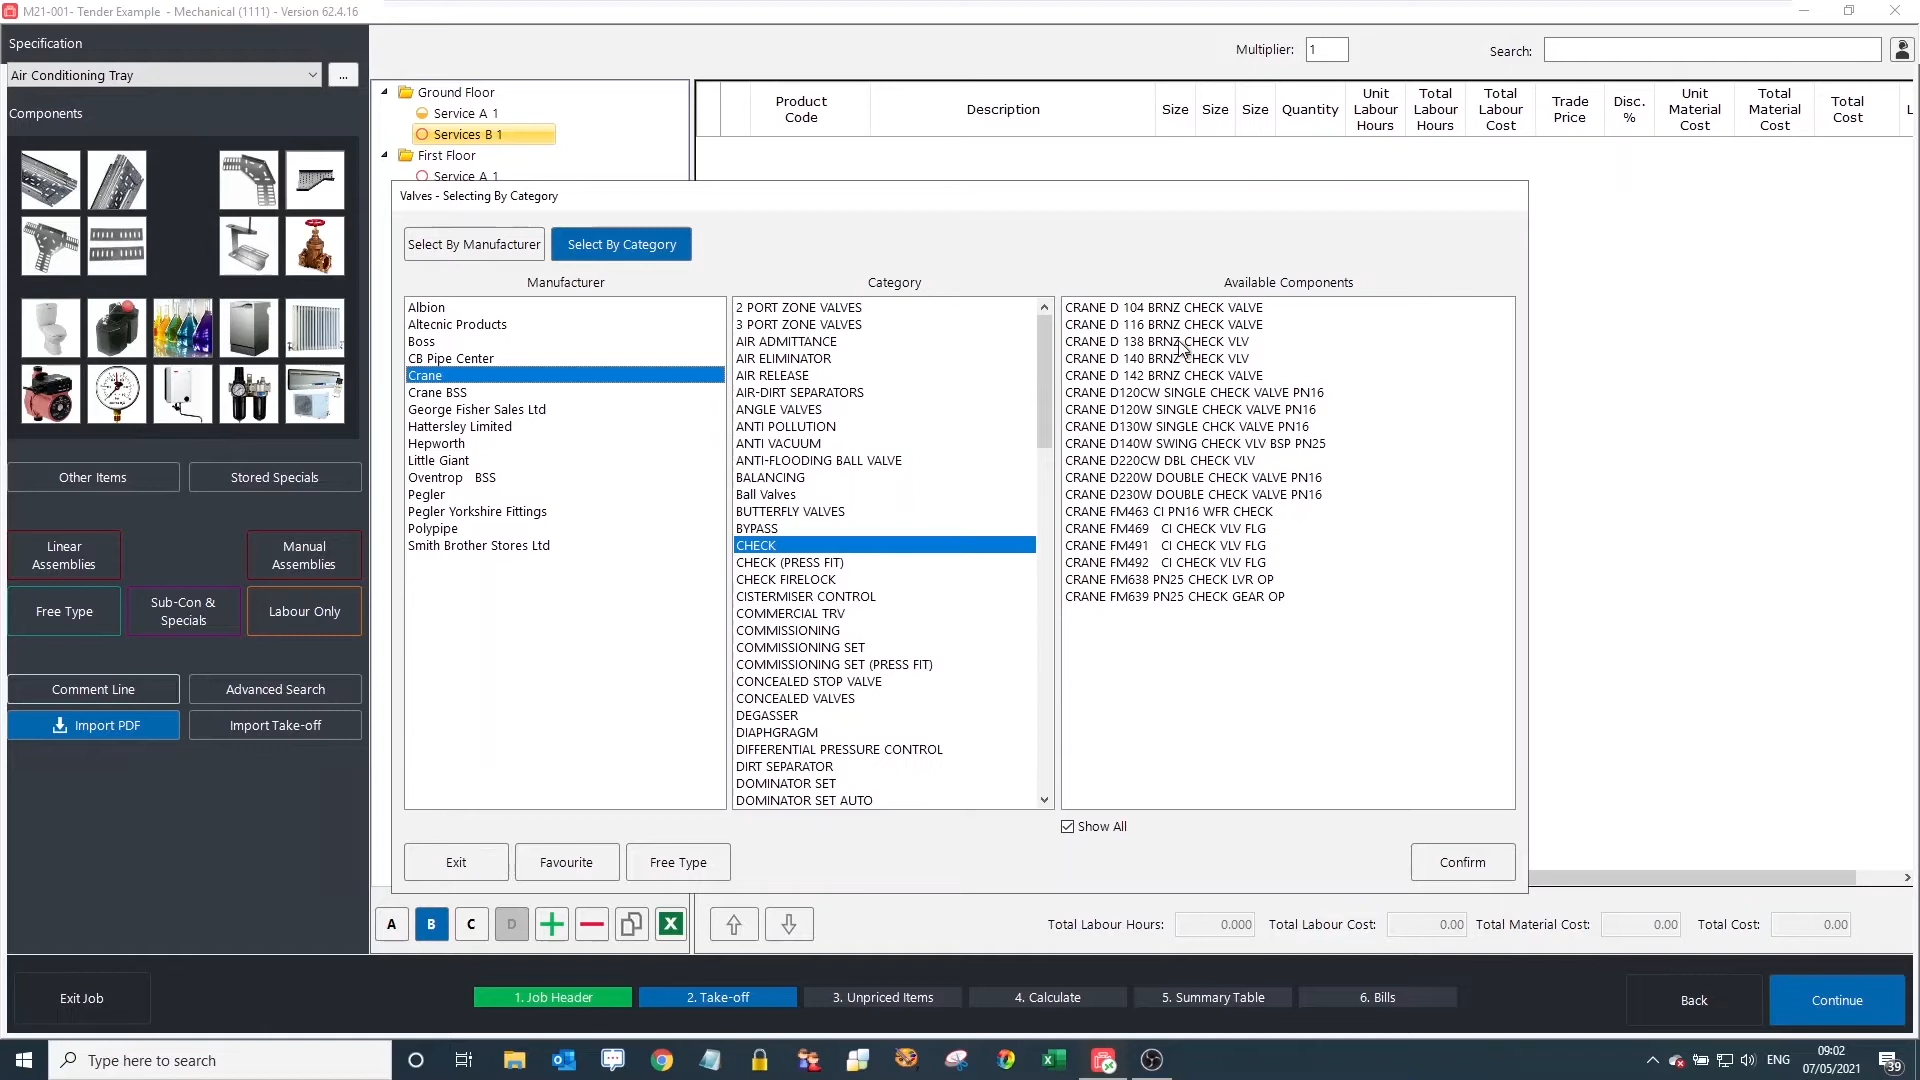 M21-001- Tender Example - Mechanical (1111) - Version 62.4.16
Specification
Air Conditioning Tray
...
Components
Other Items
Stored Specials
Linear Assemblies
Manual Assemblies
Free Type
Sub-Con & Specials
Labour Only
Comment Line
Advanced Search
Import PDF
Import Take-off
Multiplier: 1
Search:
Ground Floor
Service A 1
Services B 1
First Floor
Service A 1
Product Code
Description
Size
Size
Size
Quantity
Unit Labour Hours
Total Labour Hours
Total Labour Cost
Trade Price
Disc. %
Unit Material Cost
Total Material Cost
Total Cost
L
Valves - Selecting By Category
Select By Manufacturer
Select By Category
Manufacturer
Albion
Altecnic Products
Boss
CB Pipe Center
Crane
Crane BSS
George Fisher Sales Ltd
Hattersley Limited
Hepworth
Little Giant
Oventrop BSS
Pegler
Pegler Yorkshire Fittings
Polypipe
Smith Brother Stores Ltd
Category
2 PORT ZONE VALVES
3 PORT ZONE VALVES
AIR ADMITTANCE
AIR ELIMINATOR
AIR RELEASE
AIR-DIRT SEPARATORS
ANGLE VALVES
ANTI POLLUTION
ANTI VACUUM
ANTI-FLOODING BALL VALVE
BALANCING
Ball Valves
BUTTERFLY VALVES
BYPASS
CHECK
CHECK (PRESS FIT)
CHECK FIRELOCK
CISTERMISER CONTROL
COMMERCIAL TRV
COMMISSIONING
COMMISSIONING SET
COMMISSIONING SET (PRESS FIT)
CONCEALED STOP VALVE
CONCEALED VALVES
DEGASSER
DIAPHGRAGM
DIFFERENTIAL PRESSURE CONTROL
DIRT SEPARATOR
DOMINATOR SET
DOMINATOR SET AUTO
Available Components
CRANE D 104 BRNZ CHECK VALVE
CRANE D 116 BRNZ CHECK VALVE
CRANE D 138 BRNZ CHECK VLV
CRANE D 140 BRNZ CHECK VLV
CRANE D 142 BRNZ CHECK VALVE
CRANE D120CW SINGLE CHECK VALVE PN16
CRANE D120W SINGLE CHECK VALVE PN16
CRANE D130W SINGLE CHCK VALVE PN16
CRANE D140W SWING CHECK VLV BSP PN25
CRANE D220CW DBL CHECK VLV
CRANE D220W DOUBLE CHECK VALVE PN16
CRANE D230W DOUBLE CHECK VALVE PN16
CRANE FM463 CI PN16 WFR CHECK
CRANE FM469 CI CHECK VLV FLG
CRANE FM491 CI CHECK VLV FLG
CRANE FM492 CI CHECK VLV FLG
CRANE FM638 PN25 CHECK LVR OP
CRANE FM639 PN25 CHECK GEAR OP
Show All
Exit
Favourite
Free Type
Confirm
A
B
C
D
Total Labour Hours: 0.000
Total Labour Cost: 0.00
Total Material Cost: 0.00
Total Cost: 0.00
Exit Job
1. Job Header
2. Take-off
3. Unpriced Items
4. Calculate
5. Summary Table
6. Bills
Back
Continue
Type here to search
ENG
09:02
07/05/2021
39